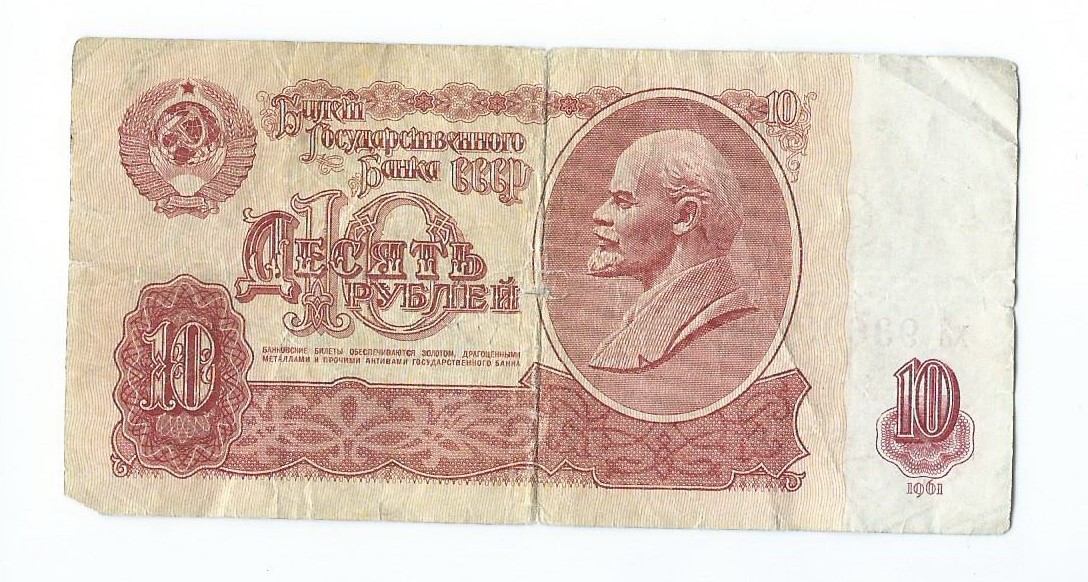 Билет
Государственного
Банка СССР
10
10
Десять
рублей
БАНКОВСКИЕ БИЛЕТЫ ОБЕСПЕЧИВАЮТСЯ ЗОЛОТОМ, ДРАГОЦЕННЫМИ
МЕТАЛЛАМИ И ПРОЧИМИ АКТИВАМИ ГОСУДАРСТВЕННОГО БАНКА
10
10
1961